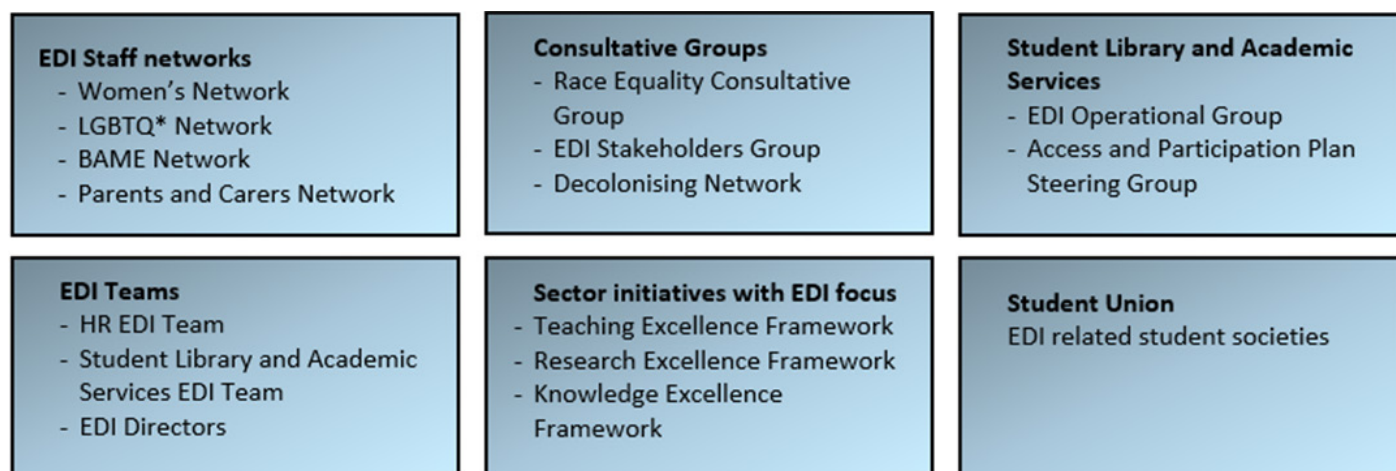 EDI Staff networks
- Women's Network
- LGBTQ* Network
- BAME Network
- Parents and Carers Network
Consultative Groups
- Race Equality Consultative
Group
- EDI Stakeholders Group
- Decolonising Network
Student Library and Academic
Services
- EDI Operational Group
- Access and Participation Plan
Steering Group
EDI Teams
- HR EDI Team
- Student Library and Academic
Services EDI Team
- EDI Directors
Sector initiatives with EDI focus
- Teaching Excellence Framework
- Research Excellence Framework
- Knowledge Excellence
Framework
Student Union
EDI related student societies